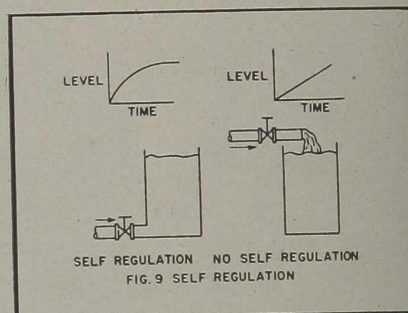 LEVEL
TIME
LEVEL
TIME
SELF REGULATION NO SELF REGULATION
FIG. 9 SELF REGULATION